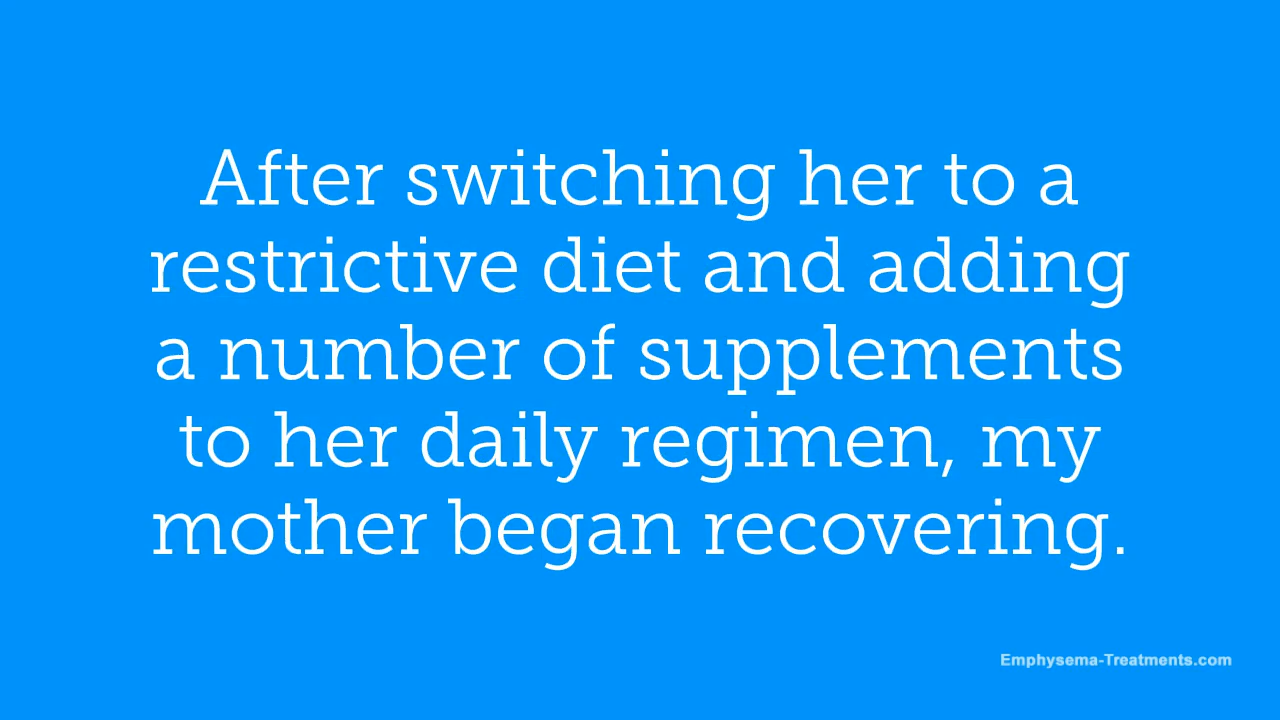 After switching her to a
restrictive diet and adding
a number of supplements
to her daily regimen, my
mother began recovering.
Emphysema-Treatments.com